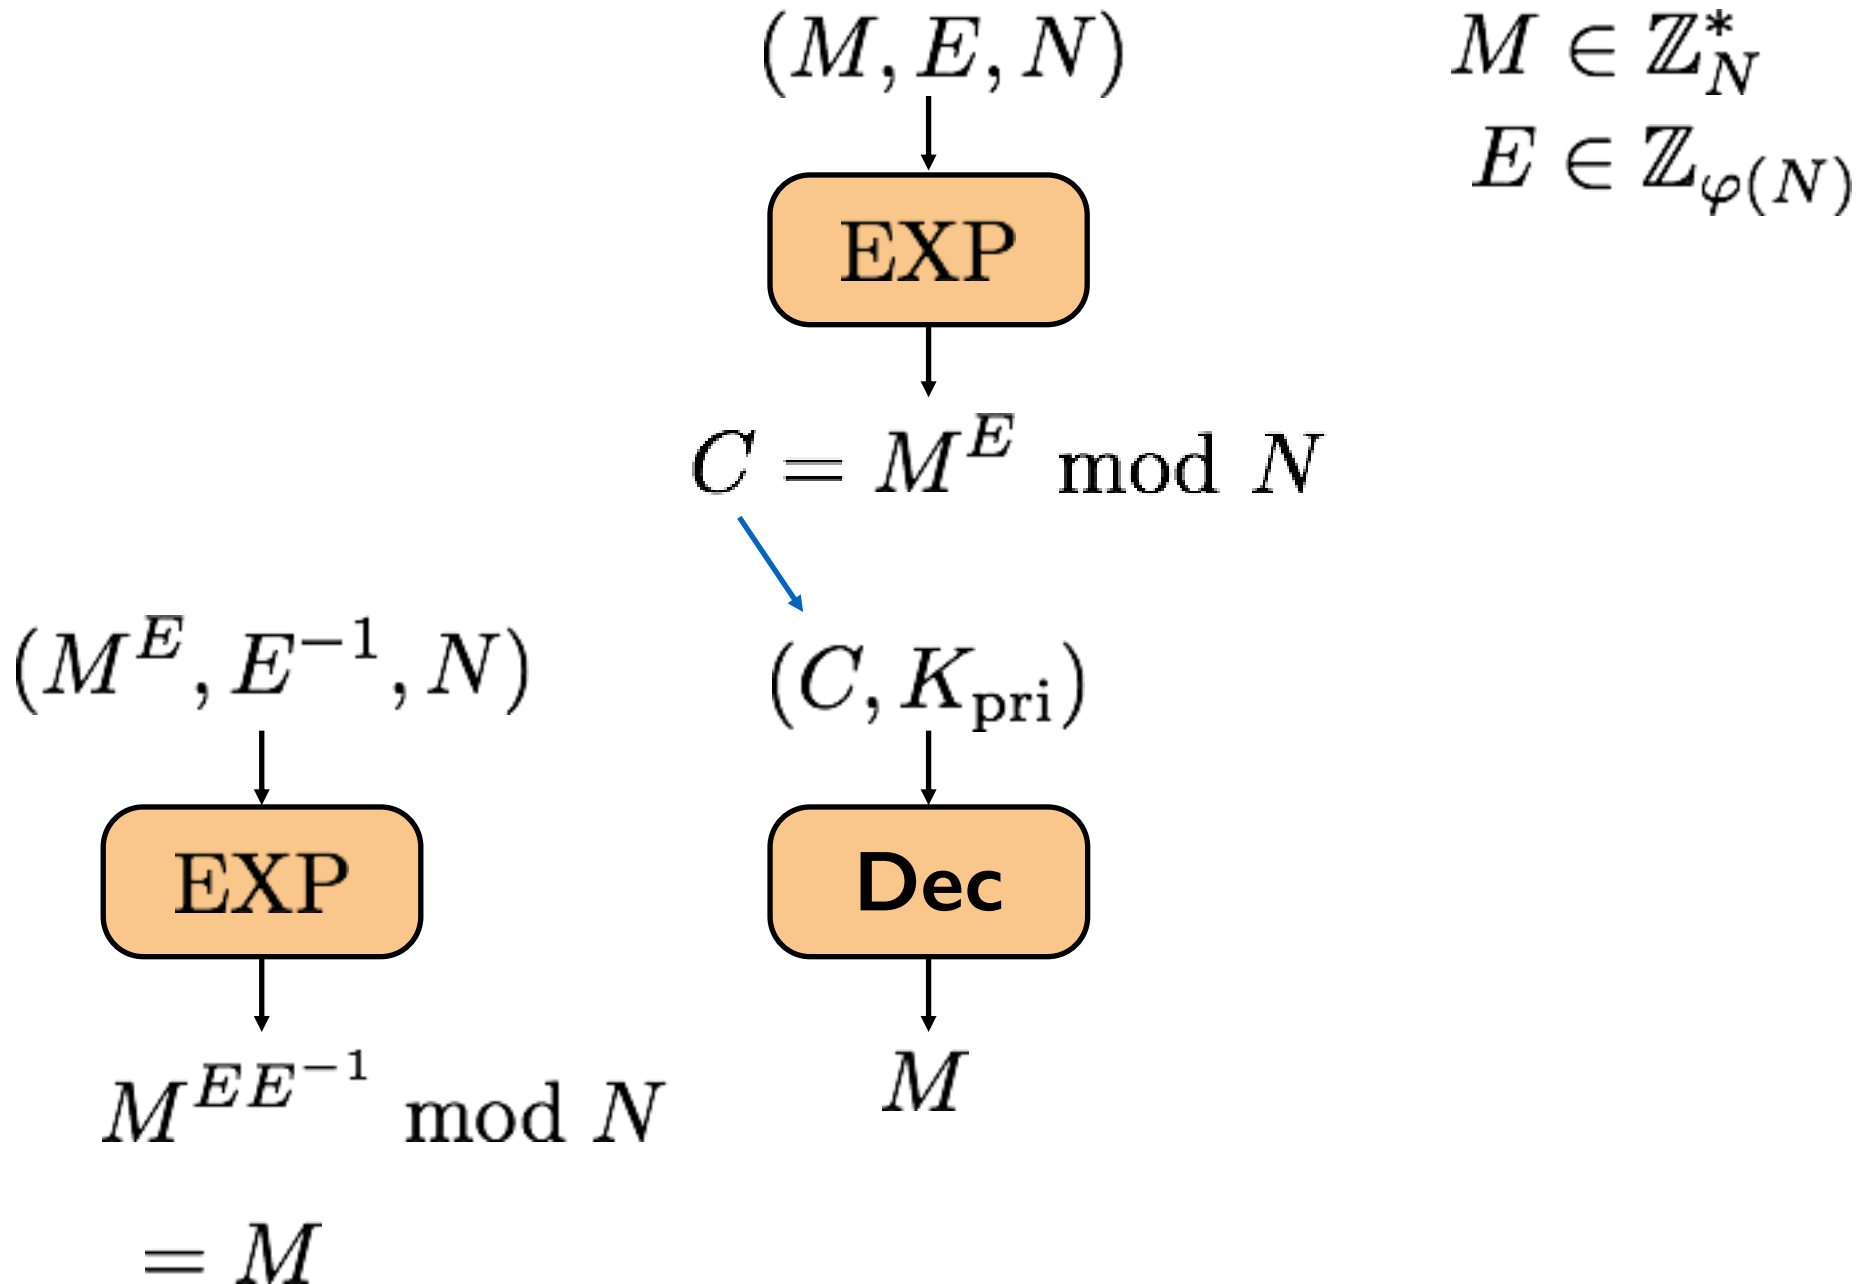 (M, E, N)
M ∈ ℤ*_N
E ∈ ℤ_φ(N)
EXP
C = M^E mod N
(M^E, E^−1, N)
(C, K_pri)
EXP
Dec
M^EE^−1 mod N
M
= M